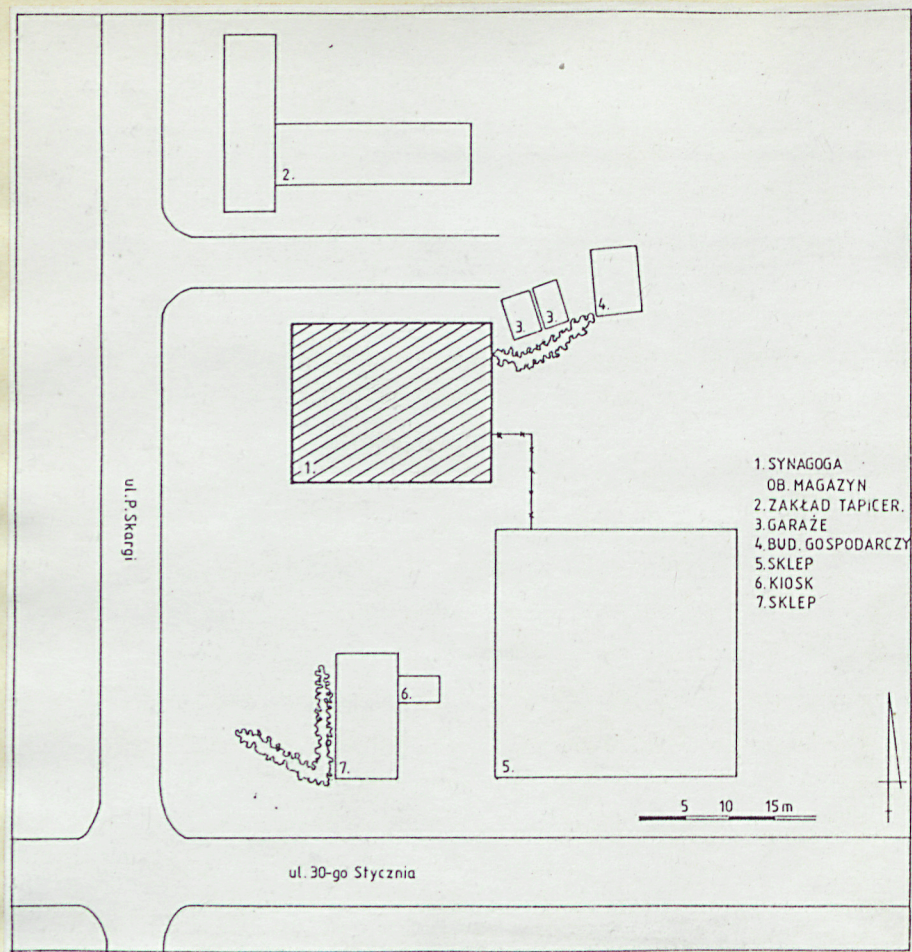 2.
3.
3.
4.
1.
ul.P.Skargi
1. SYNAGOGA
OB. MAGAZYN
2. ZAKŁAD TAPICER.
3. GARAŻE
4. BUD. GOSPODARCZY
5. SKLEP
6. KIOSK
7. SKLEP
6.
7.
5.
5 10 15 m
ul. 30-go Stycznia